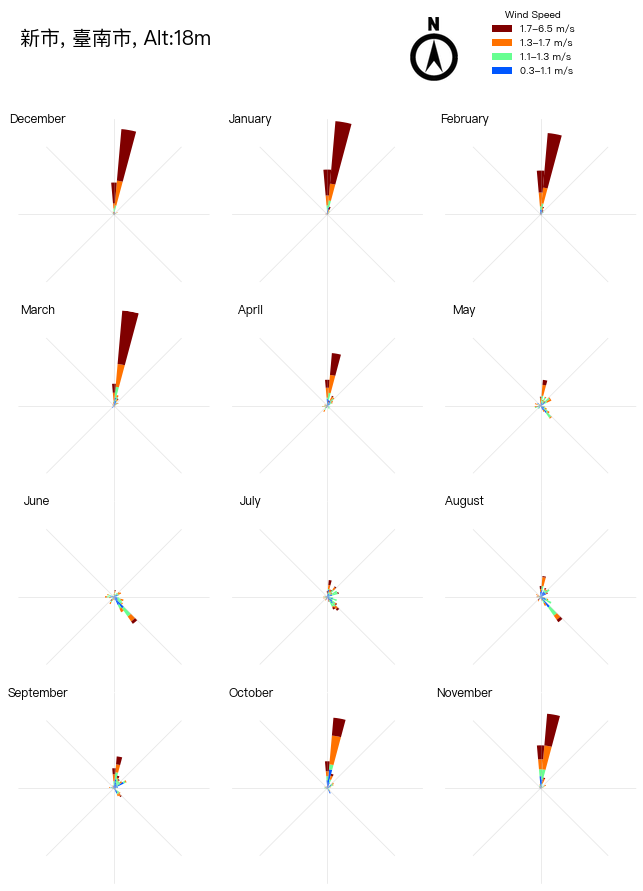 新市, 臺南市, Alt:18m
N
Wind Speed
1.7–6.5 m/s
1.3–1.7 m/s
1.1–1.3 m/s
0.3–1.1 m/s
December
January
February
March
April
May
June
July
August
September
October
November